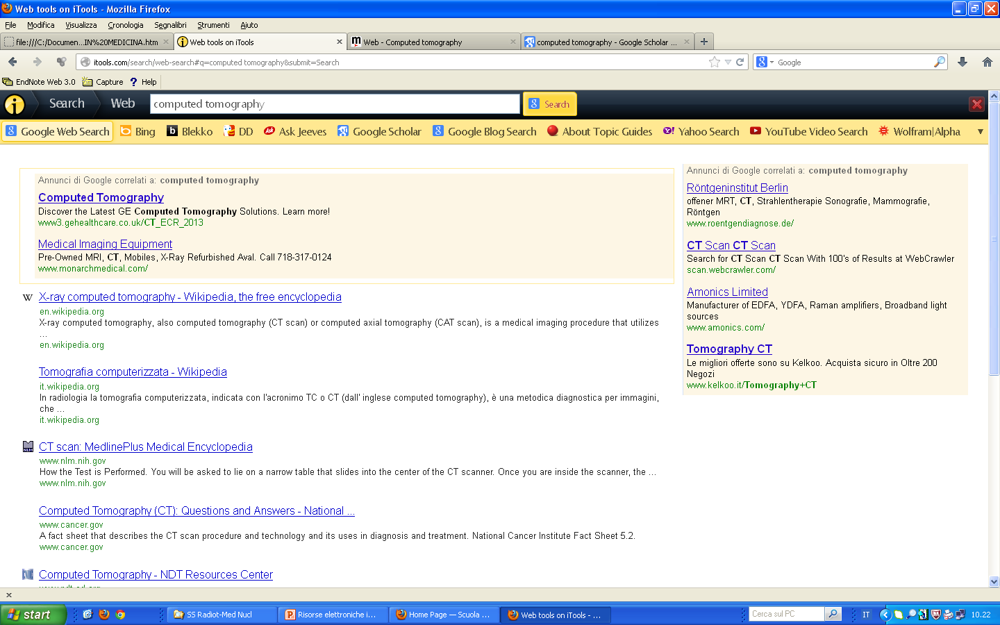 Web tools on iTools - Mozilla Firefox
File Modifica Visualizza Cronologia Segnalibri Strumenti Aiuto
file:///C:/Documen...IN%20MEDICINA.htm
Web tools on iTools
Web - Computed tomography
computed tomography - Google Scholar ...
itools.com/search/web-search#q=computed tomography&submit=Search
Google
EndNote Web 3.0 Capture Help
Search Web computed tomography Search
Google Web Search Bing Blekko DD Ask Jeeves Google Scholar Google Blog Search About Topic Guides Yahoo Search YouTube Video Search Wolfram|Alpha
Annunci di Google correlati a: computed tomography
Computed Tomography
Discover the Latest GE Computed Tomography Solutions. Learn more!
www3.gehealthcare.co.uk/CT_ECR_2013
Medical Imaging Equipment
Pre-Owned MRI, CT, Mobiles, X-Ray Refurbished Aval. Call 718-317-0124
www.monarchmedical.com/
X-ray computed tomography - Wikipedia, the free encyclopedia
en.wikipedia.org
X-ray computed tomography, also computed tomography (CT scan) or computed axial tomography (CAT scan), is a medical imaging procedure that utilizes
...
en.wikipedia.org
Tomografia computerizzata - Wikipedia
it.wikipedia.org
In radiologia la tomografia computerizzata, indicata con l'acronimo TC o CT (dall' inglese computed tomography), è una metodica diagnostica per immagini,
che ...
it.wikipedia.org
CT scan: MedlinePlus Medical Encyclopedia
www.nlm.nih.gov
How the Test is Performed. You will be asked to lie on a narrow table that slides into the center of the CT scanner. Once you are inside the scanner, the ...
www.nlm.nih.gov
Computed Tomography (CT): Questions and Answers - National ...
www.cancer.gov
A fact sheet that describes the CT scan procedure and technology and its uses in diagnosis and treatment. National Cancer Institute Fact Sheet 5.2.
www.cancer.gov
Computed Tomography - NDT Resources Center
Annunci di Google correlati a: computed tomography
Röntgeninstitut Berlin
offener MRT, CT, Strahlentherapie Sonografie, Mammografie,
Röntgen
www.roentgendiagnose.de/
CT Scan CT Scan
Search for CT Scan CT Scan With 100's of Results at WebCrawler
scan.webcrawler.com/
Amonics Limited
Manufacturer of EDFA, YDFA, Raman amplifiers, Broadband light
sources
www.amonics.com/
Tomography CT
Le migliori offerte sono su Kelkoo. Acquista sicuro in Oltre 200
Negozi
www.kelkoo.it/Tomography+CT
start
SS Radiot-Med Nucl
Risorse elettroniche i...
Home Page — Scuola ...
Web tools on iTools - ...
Cerca sul PC
IT
10.22